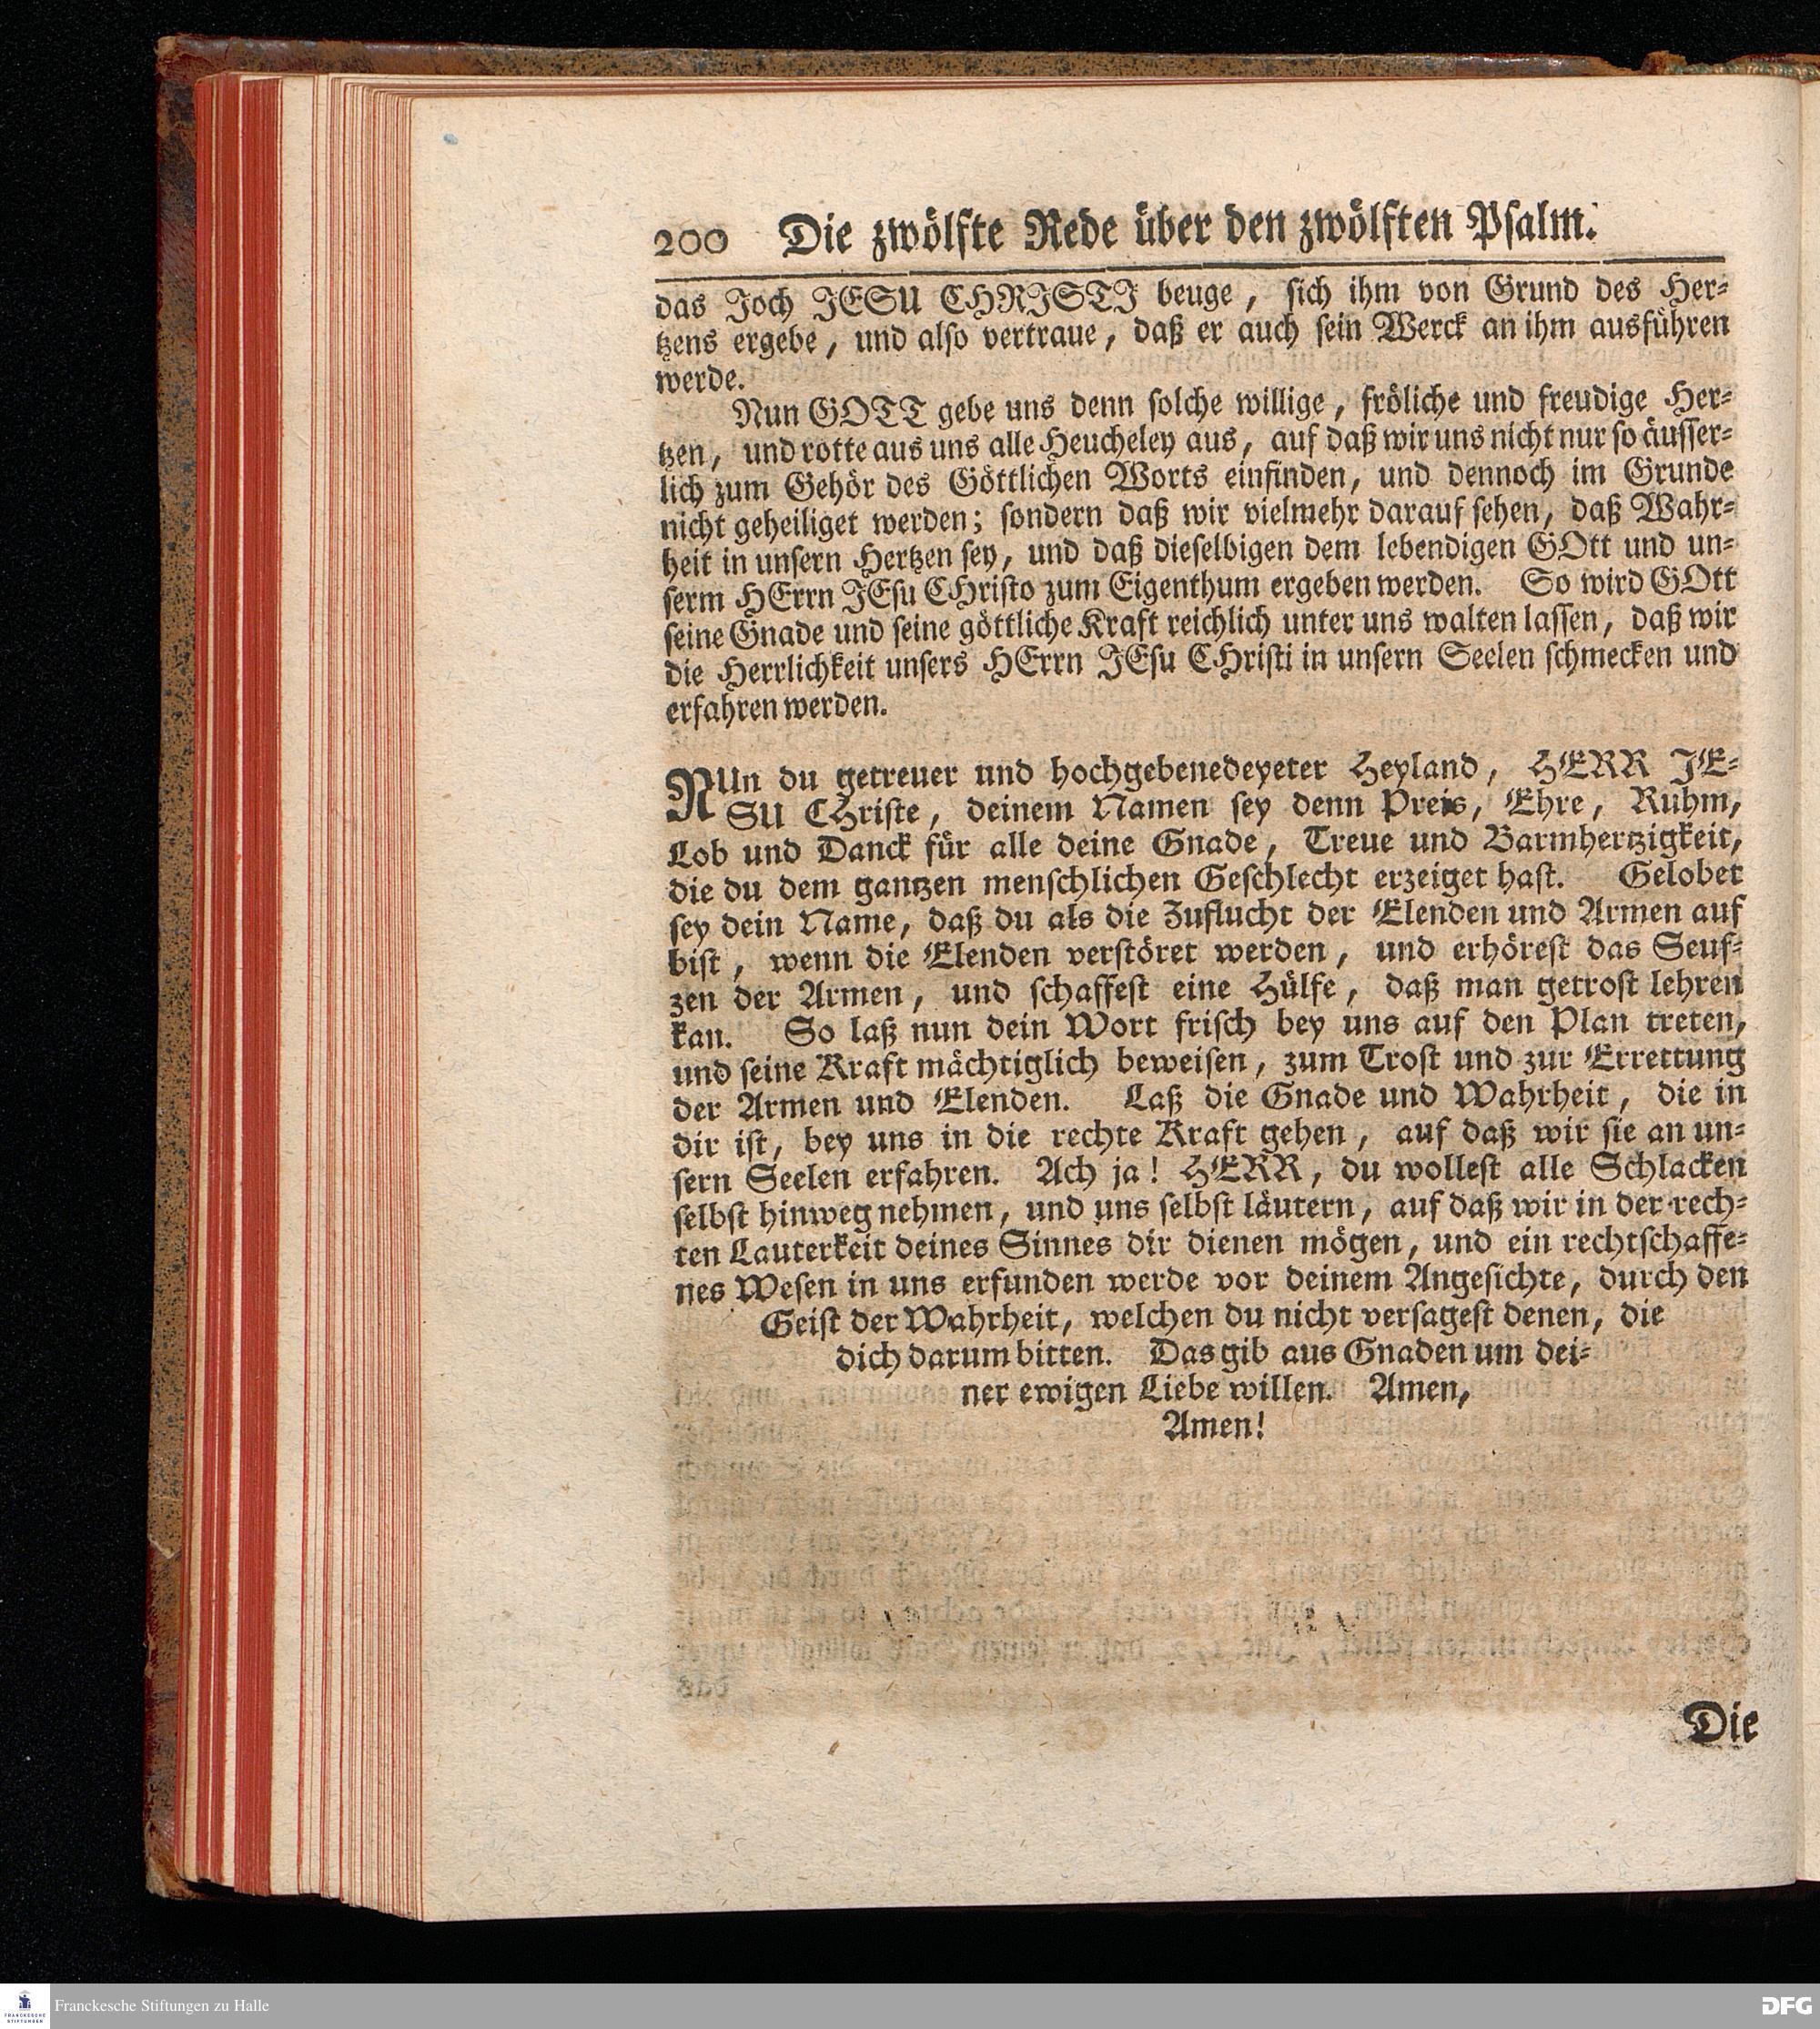 200 Die zwölfte Rede über den zwölften Psalm.
das Joch JESU CHRJSTJ beuge, sich ihm von Grund des Her-
tzens ergebe, und also vertraue, daß er auch sein Werck an ihm ausführen
werde.
Nun GOTT gebe uns denn solche willige, fröliche und freudige Her-
tzen, und rotte aus uns alle Heucheley aus, auf daß wir uns nicht nur so äusser-
lich zum Gehör des Göttlichen Worts einfinden, und dennoch im Grunde
nicht geheiliget werden; sondern daß wir vielmehr darauf sehen, daß Wahr-
heit in unsern Hertzen sey, und daß dieselbigen dem lebendigen GOtt und un-
serm HErrn JEsu CHristo zum Eigenthum ergeben werden. So wird GOtt
seine Gnade und seine göttliche Kraft reichlich unter uns walten lassen, daß wir
die Herrlichkeit unsers HErrn JEsu CHristi in unsern Seelen schmecken und
erfahren werden.
NUn du getreuer und hochgebenedeyeter Heyland, HERR JE-
SU CHriste, deinem Namen sey denn Preis, Ehre, Ruhm,
Lob und Danck für alle deine Gnade, Treue und Barmhertzigkeit,
die du dem gantzen menschlichen Geschlecht erzeiget hast. Gelobet
sey dein Name, daß du als die Zuflucht der Elenden und Armen auf
bist, wenn die Elenden verstöret werden, und erhörest das Seuf-
zen der Armen, und schaffest eine Hülfe, daß man getrost lehren
kan. So laß nun dein Wort frisch bey uns auf den Plan treten,
und seine Kraft mächtiglich beweisen, zum Trost und zur Errettung
der Armen und Elenden. Laß die Gnade und Wahrheit, die in
dir ist, bey uns in die rechte Kraft gehen, auf daß wir sie an un-
sern Seelen erfahren. Ach ja! HERR, du wollest alle Schlacken
selbst hinweg nehmen, und uns selbst läutern, auf daß wir in der rech-
ten Lauterkeit deines Sinnes dir dienen mögen, und ein rechtschaffe-
nes Wesen in uns erfunden werde vor deinem Angesichte, durch den
Geist der Wahrheit, welchen du nicht versagest denen, die
dich darum bitten. Das gib aus Gnaden um dei-
ner ewigen Liebe willen. Amen,
Amen!
Die
FRANCKESCHE
STIFTUNGEN
Franckesche Stiftungen zu Halle
DFG